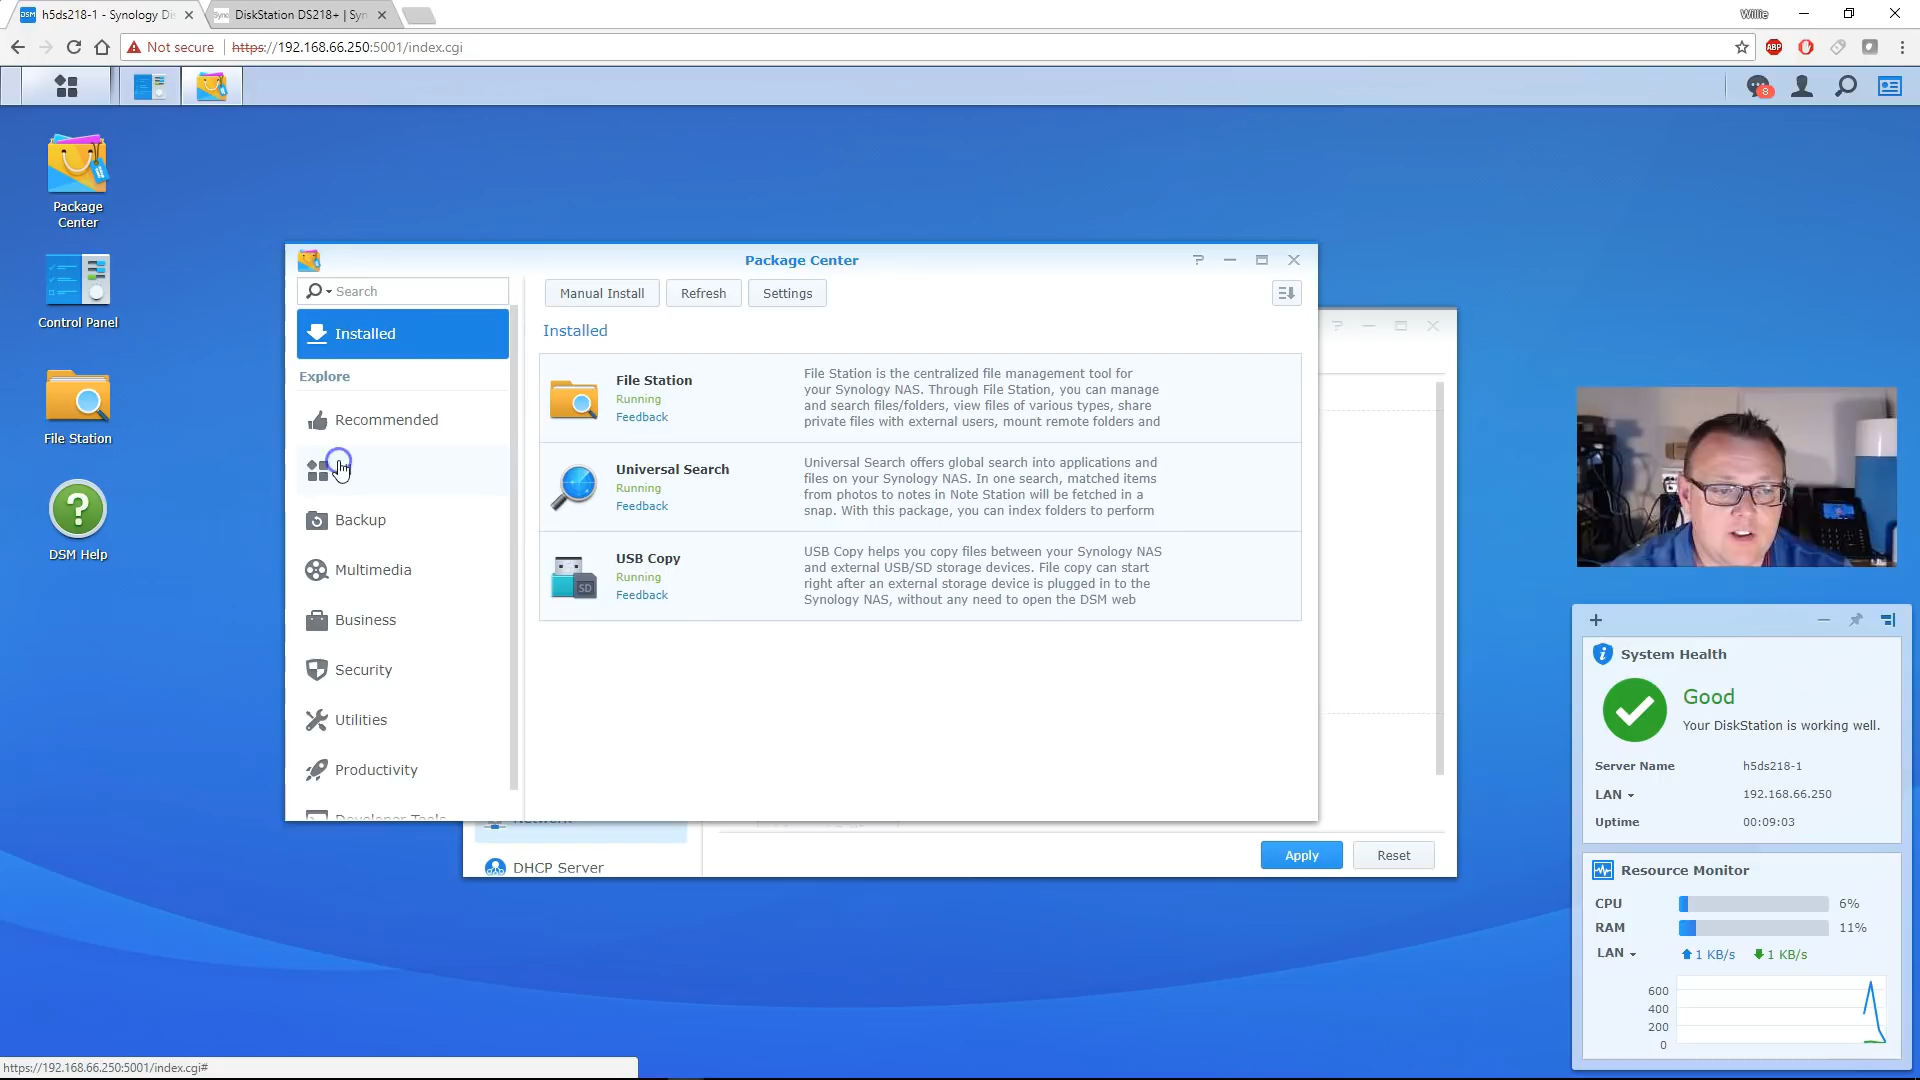 h5ds218-1 - Synology Di
DiskStation DS218+ | Syn
Willie
Not secure
https://192.168.66.250:5001/index.cgi
ABP
8
Package
Center
Control Panel
File Station
DSM Help
Package Center
Search
Installed
Explore
Recommended
Backup
Multimedia
Business
Security
Utilities
Productivity
Developer Tools
Manual Install
Refresh
Settings
Installed
File Station
Running
Feedback
File Station is the centralized file management tool for
your Synology NAS. Through File Station, you can manage
and search files/folders, view files of various types, share
private files with external users, mount remote folders and
Universal Search
Running
Feedback
Universal Search offers global search into applications and
files on your Synology NAS. In one search, matched items
from photos to notes in Note Station will be fetched in a
snap. With this package, you can index folders to perform
USB Copy
Running
Feedback
SD
USB Copy helps you copy files between your Synology NAS
and external USB/SD storage devices. File copy can start
right after an external storage device is plugged in to the
Synology NAS, without any need to open the DSM web
Network
DHCP Server
Apply
Reset
System Health
Good
Your DiskStation is working well.
Server Name h5ds218-1
LAN 192.168.66.250
Uptime 00:09:03
Resource Monitor
CPU 6%
RAM 11%
LAN 1 KB/s 1 KB/s
600
400
200
0
https://192.168.66.250:5001/index.cgi#